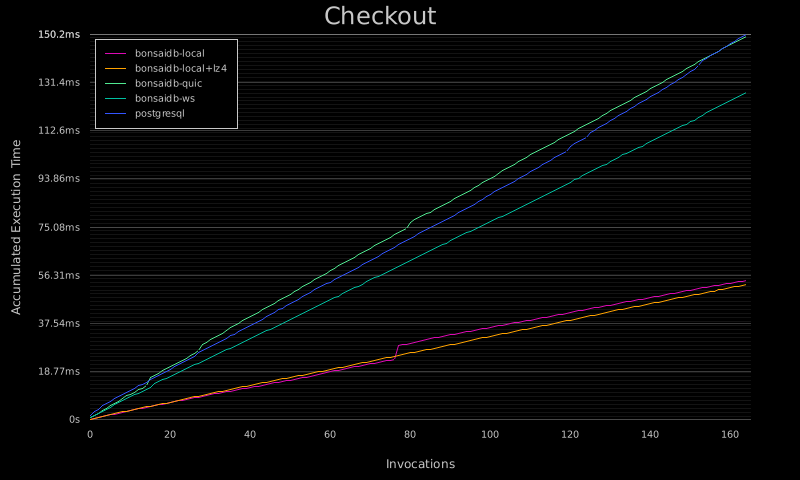 Checkout
150.2ms
131.4ms
112.6ms
93.86ms
75.08ms
56.31ms
37.54ms
18.77ms
0s
bonsaidb-local
bonsaidb-local+lz4
bonsaidb-quic
bonsaidb-ws
postgresql
Accumulated Execution Time
0 20 40 60 80 100 120 140 160
Invocations